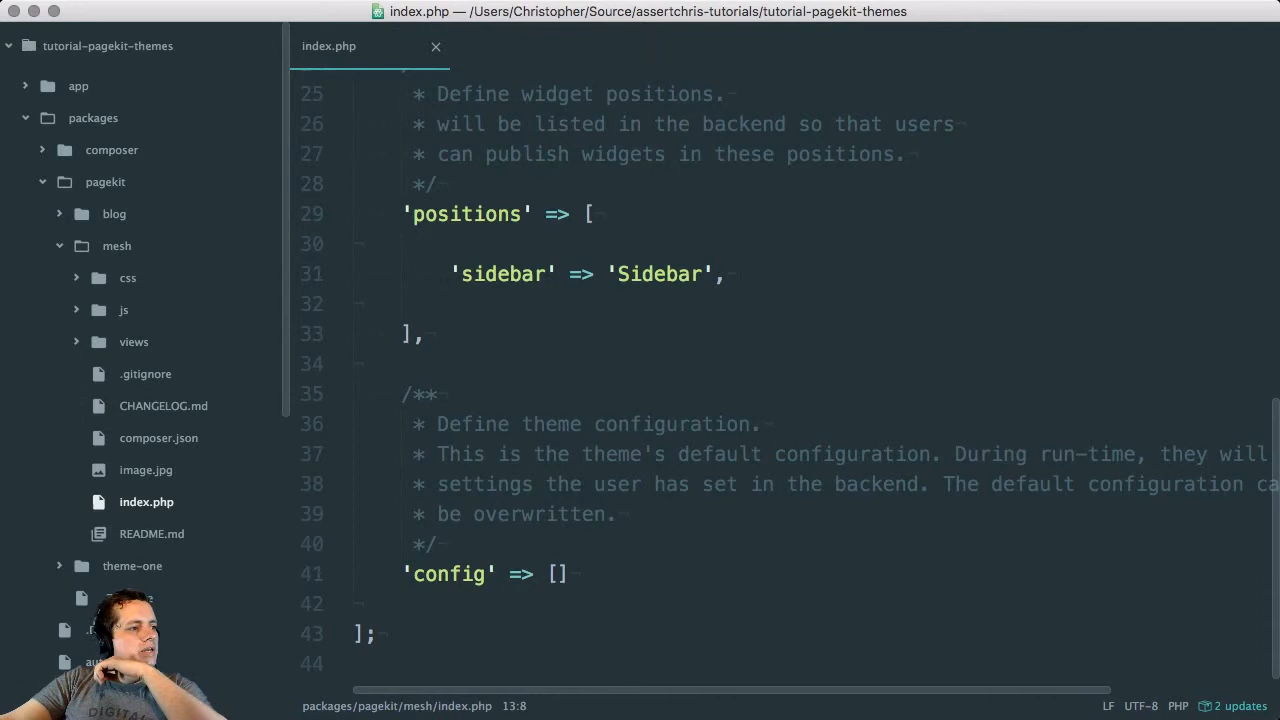 index.php — /Users/Christopher/Source/assertchris-tutorials/tutorial-pagekit-themes
tutorial-pagekit-themes
app
packages
composer
pagekit
blog
mesh
css
js
views
.gitignore
CHANGELOG.md
composer.json
image.jpg
index.php
README.md
theme-one
index.php
25 * Define widget positions.
26 * will be listed in the backend so that users
27 * can publish widgets in these positions.
28 */
29 'positions' => [
30
31 'sidebar' => 'Sidebar',
32
33 ],
34
35 /**
36 * Define theme configuration.
37 * This is the theme's default configuration. During run-time, they will
38 * settings the user has set in the backend. The default configuration ca
39 * be overwritten.
40 */
41 'config' => []
42
43 ];
44
DIGITAL
packages/pagekit/mesh/index.php 13:8
LF UTF-8 PHP 2 updates